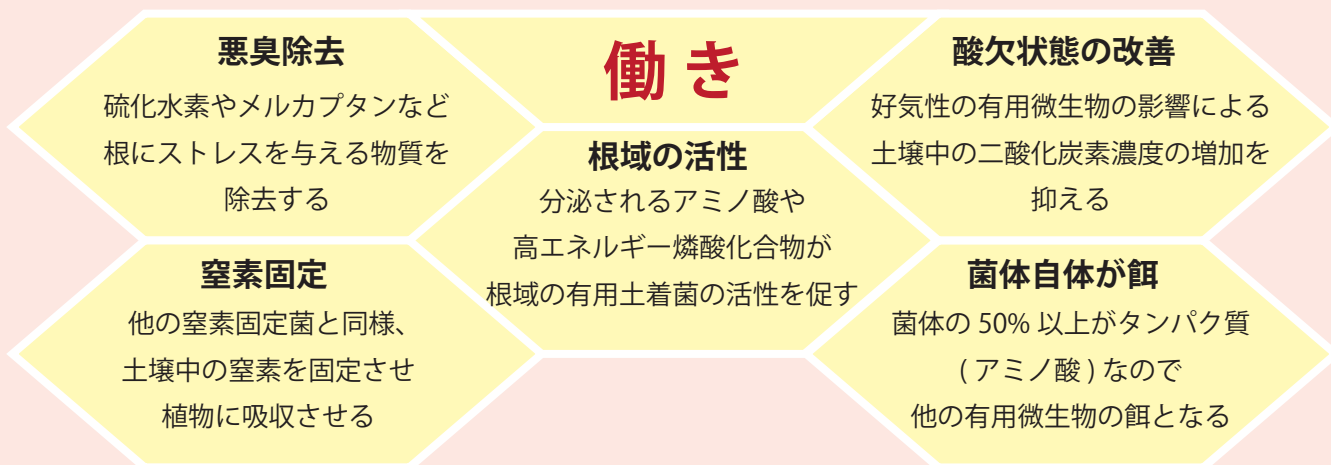 働き
悪臭除去
硫化水素やメルカプタンなど
根にストレスを与える物質を
除去する
酸欠状態の改善
好気性の有用微生物の影響による
土壌中の二酸化炭素濃度の増加を
抑える
根域の活性
分泌されるアミノ酸や
高エネルギー燐酸化合物が
根域の有用土着菌の活性を促す
窒素固定
他の窒素固定菌と同様、
土壌中の窒素を固定させ
植物に吸収させる
菌体自体が餌
菌体の 50% 以上がタンパク質
( アミノ酸 ) なので
他の有用微生物の餌となる